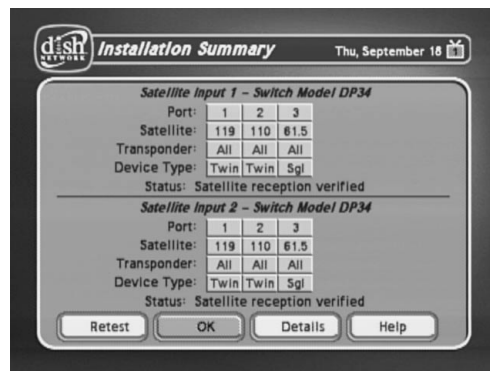 dish
NETWORK
Installation Summary
Thu, September 18
Satellite Input 1 – Switch Model DP34
Port: 1 2 3
Satellite: 119 110 61.5
Transponder: All All All
Device Type: Twin Twin Sgl
Status: Satellite reception verified
Satellite Input 2 – Switch Model DP34
Port: 1 2 3
Satellite: 119 110 61.5
Transponder: All All All
Device Type: Twin Twin Sgl
Status: Satellite reception verified
Retest OK Details Help